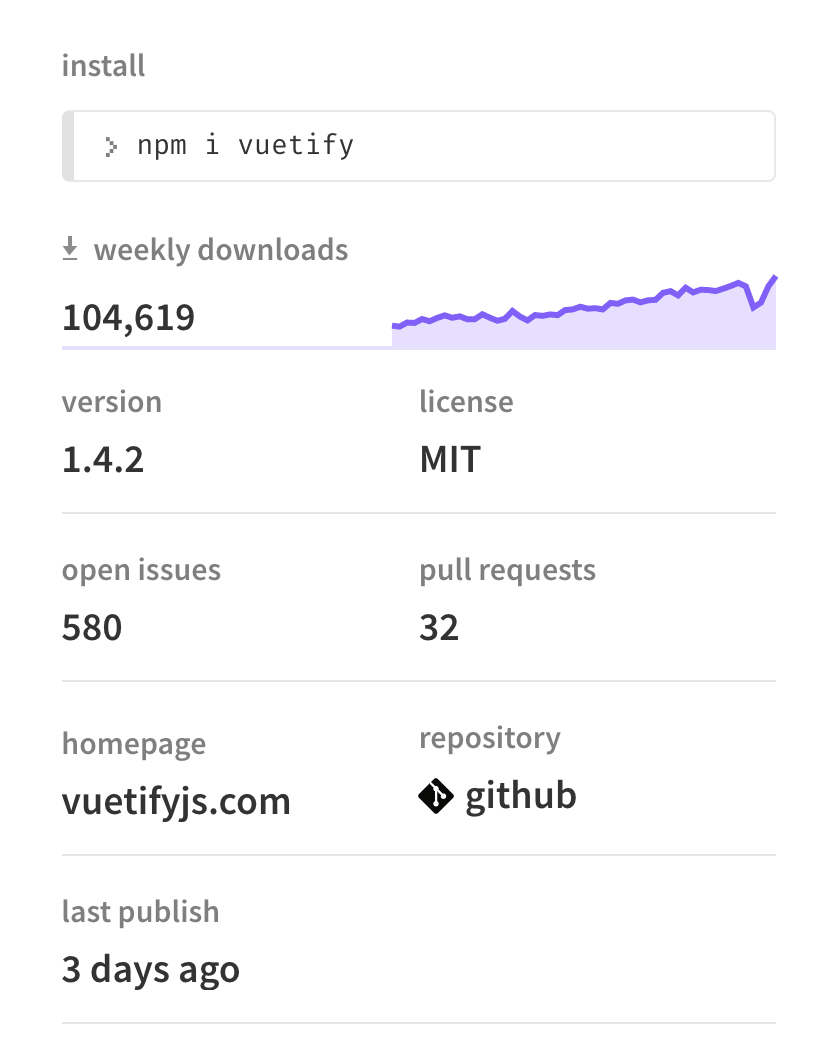 install
npm i vuetify
weekly downloads
104,619
version
1.4.2
license
MIT
open issues
580
pull requests
32
homepage
vuetifyjs.com
repository
github
last publish
3 days ago